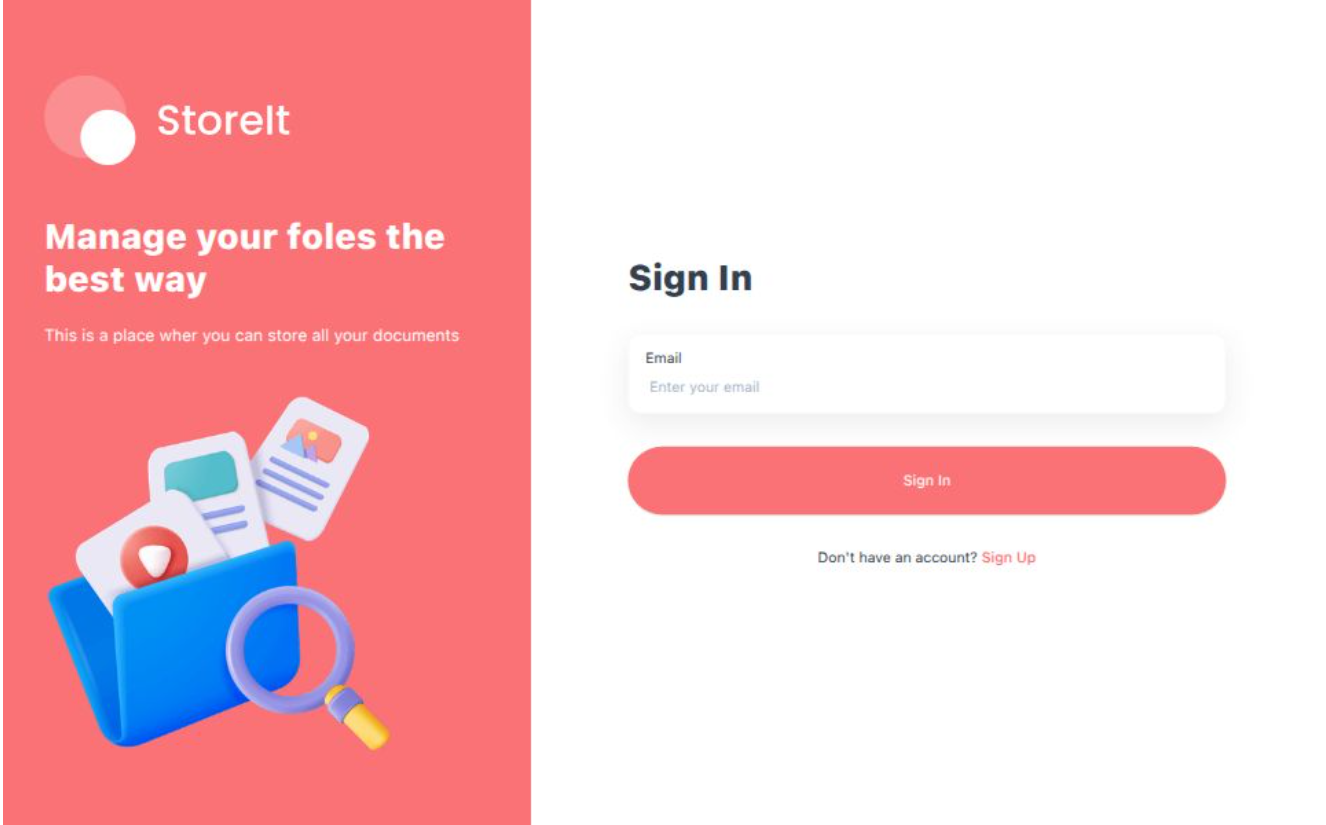 StoreIt
Manage your foles the
best way
This is a place wher you can store all your documents
Sign In
Email
Enter your email
Sign In
Don't have an account? Sign Up